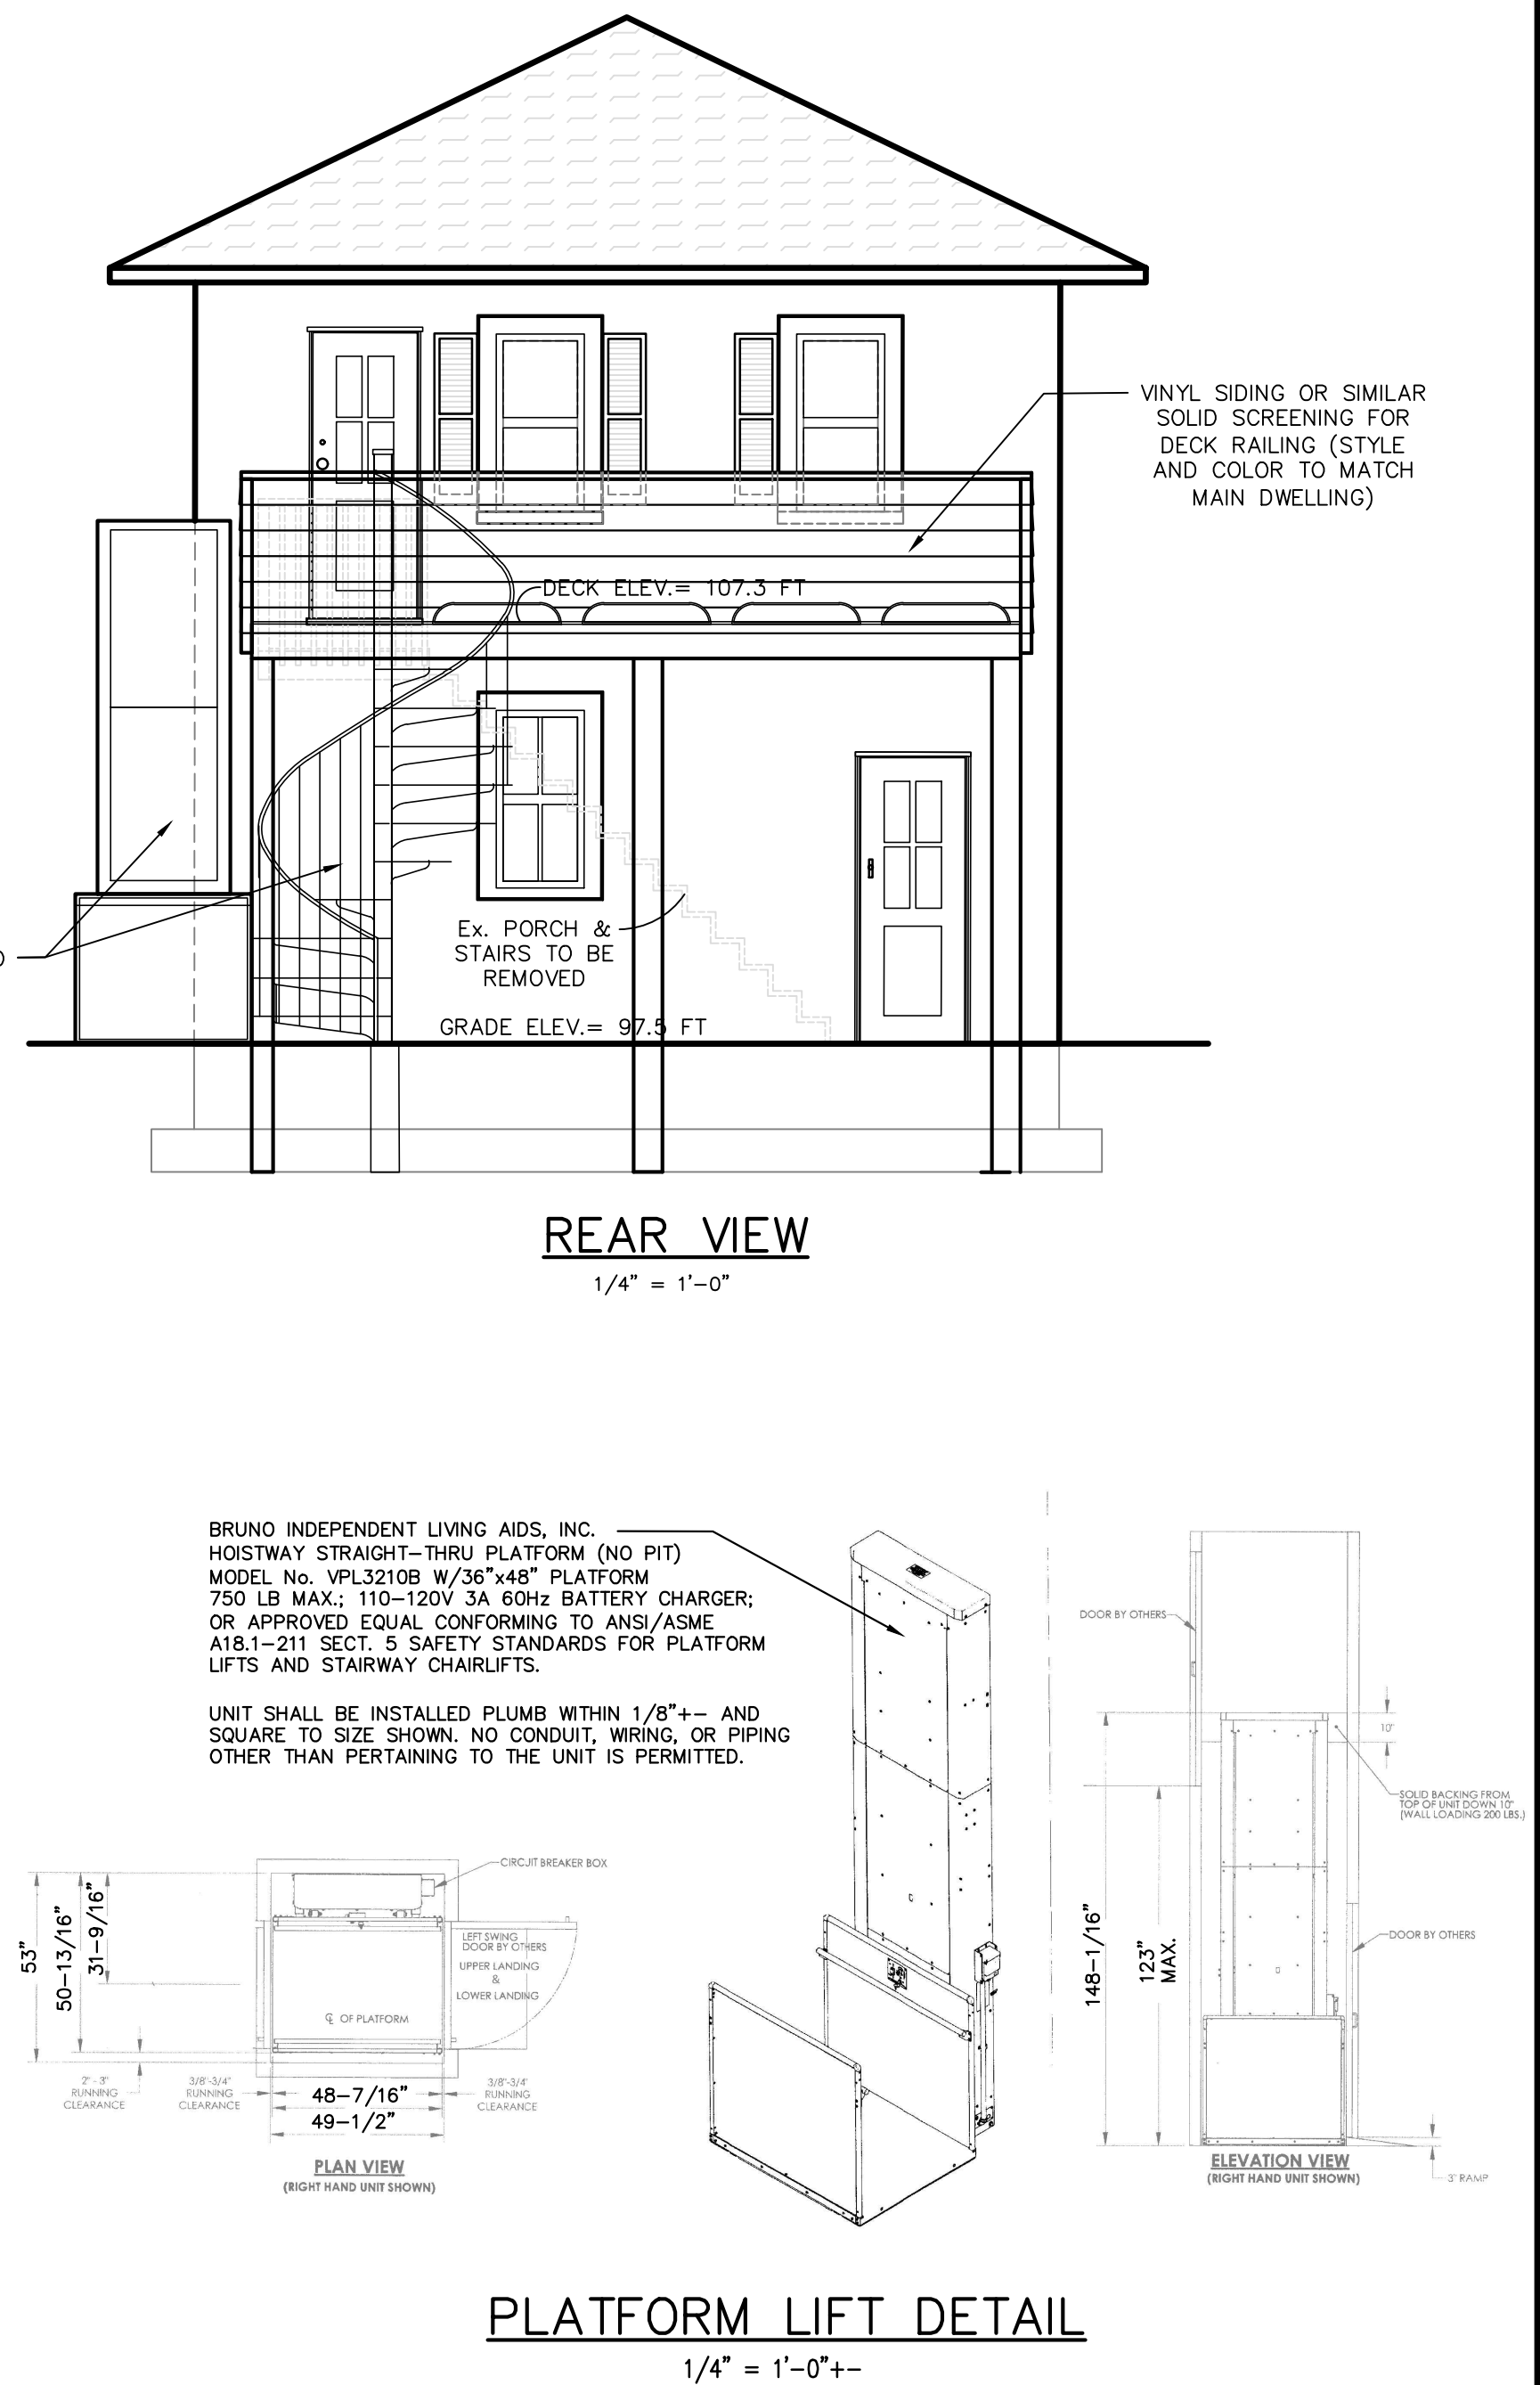 VINYL SIDING OR SIMILAR
SOLID SCREENING FOR
DECK RAILING (STYLE
AND COLOR TO MATCH
MAIN DWELLING)
DECK ELEV.= 107.3 FT
Ex. PORCH &
STAIRS TO BE
REMOVED
GRADE ELEV.= 97.5 FT
REAR VIEW
1/4" = 1'-0"
BRUNO INDEPENDENT LIVING AIDS, INC.
HOISTWAY STRAIGHT-THRU PLATFORM (NO PIT)
MODEL No. VPL3210B W/36"x48" PLATFORM
750 LB MAX.; 110-120V 3A 60Hz BATTERY CHARGER;
OR APPROVED EQUAL CONFORMING TO ANSI/ASME
A18.1-211 SECT. 5 SAFETY STANDARDS FOR PLATFORM
LIFTS AND STAIRWAY CHAIRLIFTS.
UNIT SHALL BE INSTALLED PLUMB WITHIN 1/8"+- AND
SQUARE TO SIZE SHOWN. NO CONDUIT, WIRING, OR PIPING
OTHER THAN PERTAINING TO THE UNIT IS PERMITTED.
CIRCUIT BREAKER BOX
53"
50-13/16"
31-9/16"
LEFT SWING
DOOR BY OTHERS
UPPER LANDING
&
LOWER LANDING
℄ OF PLATFORM
2" - 3"
RUNNING
CLEARANCE
3/8"-3/4"
RUNNING
CLEARANCE
48-7/16"
49-1/2"
3/8"-3/4"
RUNNING
CLEARANCE
PLAN VIEW
(RIGHT HAND UNIT SHOWN)
DOOR BY OTHERS
10"
SOLID BACKING FROM
TOP OF UNIT DOWN 10"
(WALL LOADING 200 LBS.)
148-1/16"
123"
MAX.
DOOR BY OTHERS
ELEVATION VIEW
(RIGHT HAND UNIT SHOWN)
3" RAMP
PLATFORM LIFT DETAIL
1/4" = 1'-0"+-